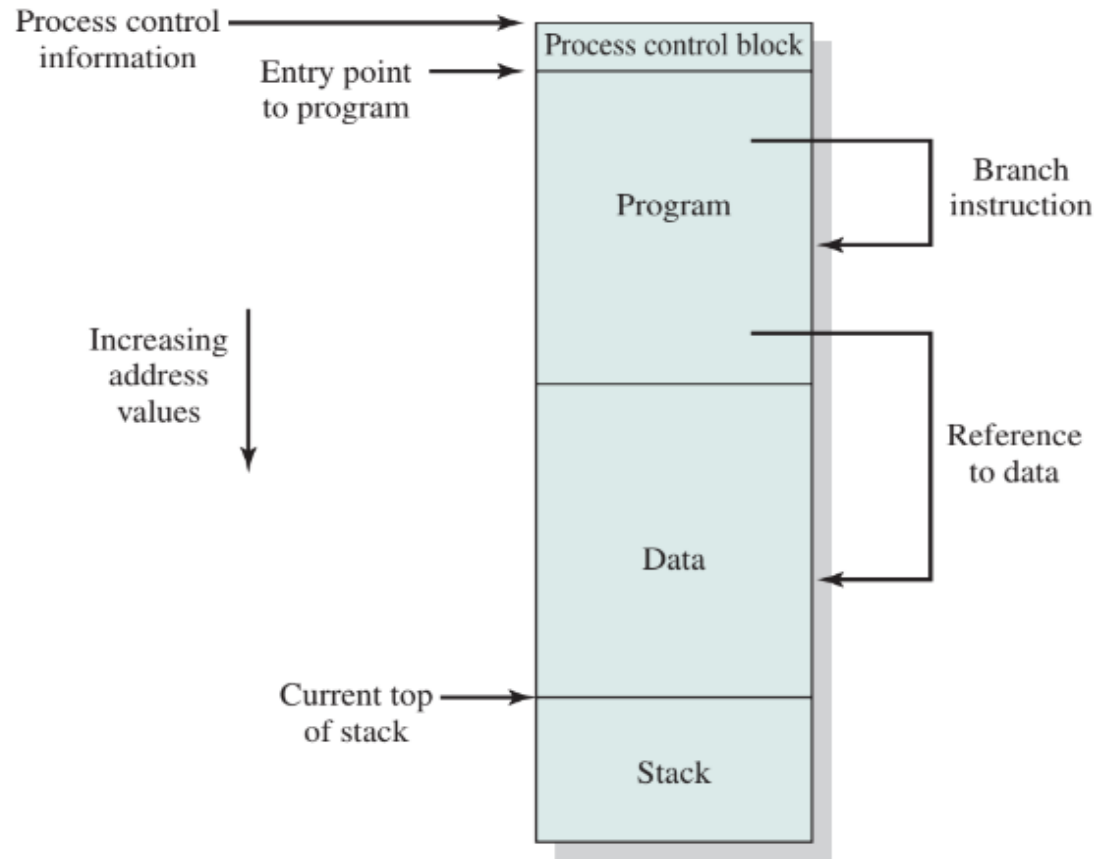 Process control
information
Process control block
Entry point
to program
Program
Branch
instruction
Increasing
address
values
Reference
to data
Data
Current top
of stack
Stack